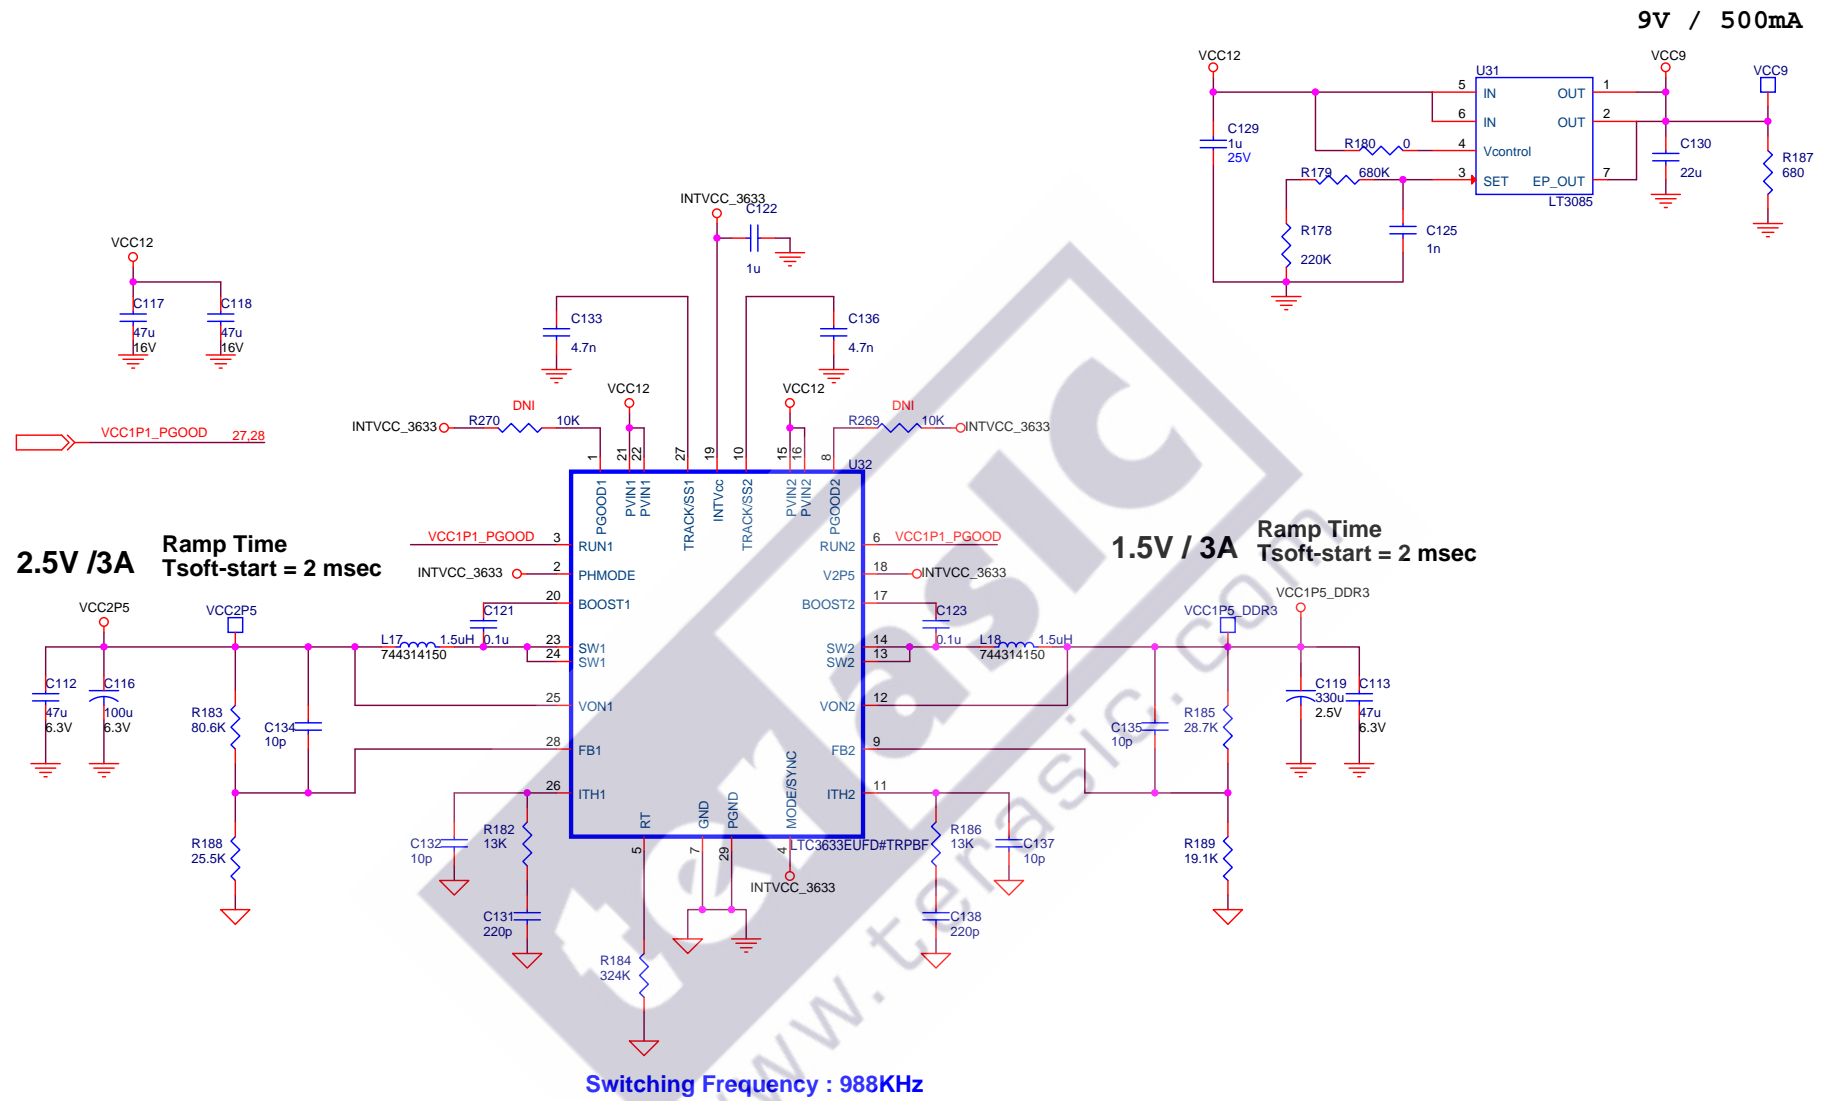 9V / 500mA
VCC12
U31
VCC9
VCC9
5
IN
OUT
1
6
IN
OUT
2
C129
1u
25V
R180
0
4
Vcontrol
C130
22u
R187
680
R179
680K
3
SET
EP_OUT
7
LT3085
R178
220K
C125
1n
INTVCC_3633
C122
1u
VCC12
C117
47u
16V
C118
47u
16V
C133
4.7n
C136
4.7n
VCC12
VCC12
DNI
DNI
INTVCC_3633
R270
10K
R269
10K
INTVCC_3633
VCC1P1_PGOOD
27,28
1
21
22
27
19
10
15
16
8
U32
PGOOD1
PVIN1
PVIN1
TRACK/SS1
INTVcc
TRACK/SS2
PVIN2
PVIN2
PGOOD2
2.5V /3A
Ramp Time
Tsoft-start = 2 msec
VCC1P1_PGOOD
3
RUN1
RUN2
6
VCC1P1_PGOOD
1.5V / 3A
Ramp Time
Tsoft-start = 2 msec
INTVCC_3633
2
PHMODE
V2P5
18
INTVCC_3633
20
BOOST1
BOOST2
17
VCC2P5
VCC2P5
C121
0.1u
C123
0.1u
VCC1P5_DDR3
VCC1P5_DDR3
L17
1.5uH
744314150
23
SW1
24
SW1
SW2
14
SW2
13
L18
1.5uH
744314150
C112
47u
6.3V
C116
100u
6.3V
R183
80.6K
C134
10p
25
VON1
VON2
12
C135
10p
R185
28.7K
C119
330u
2.5V
C113
47u
6.3V
28
FB1
FB2
9
26
ITH1
ITH2
11
RT
GND
PGND
MODE/SYNC
R188
25.5K
C132
10p
R182
13K
5
7
29
4
LTC3633EUFD#TRPBF
R186
13K
C137
10p
R189
19.1K
INTVCC_3633
C131
220p
C138
220p
R184
324K
Switching Frequency : 988KHz
terasic
www.terasic.com